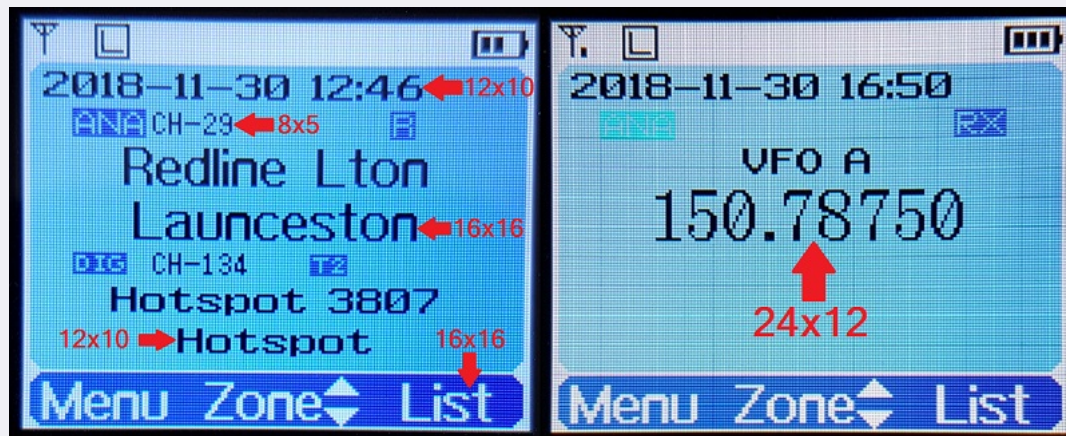 L
2018-11-30 12:46 12x10
ANA CH-29 8x5 B
Redline Lton
Launceston 16x16
DIG CH-134 T2
Hotspot 3807
12x10 Hotspot 16x16
Menu Zone List
L
2018-11-30 16:50
ANA RX
VFO A
150.78750
24x12
Menu Zone List